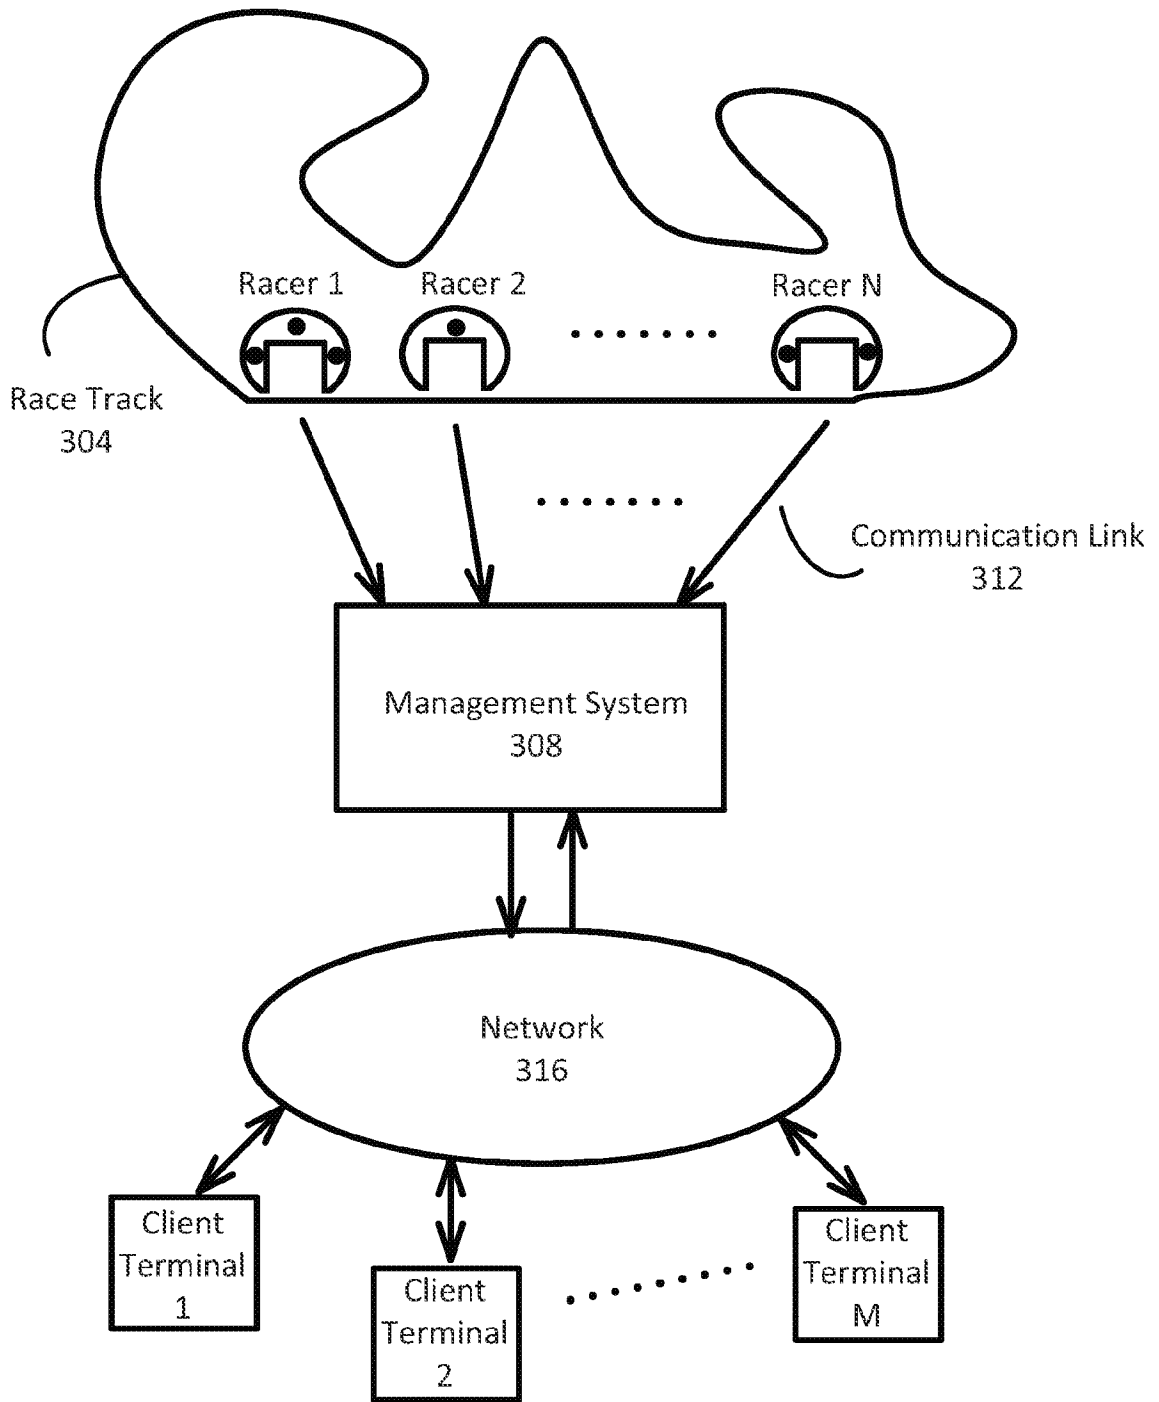 Racer 1
Racer 2
Racer N
Race Track
304
Communication Link
312
Management System
308
Network
316
Client
Terminal
1
Client
Terminal
2
Client
Terminal
M